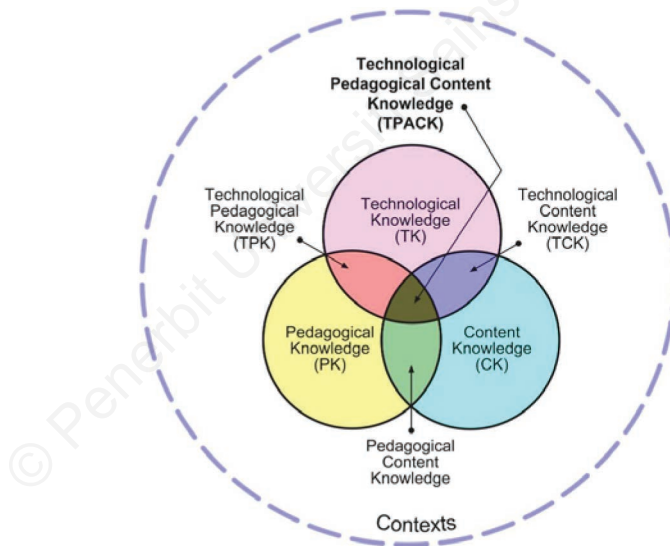 Technological
Pedagogical Content
Knowledge
(TPACK)
Technological
Pedagogical
Knowledge
(TPK)
Technological
Knowledge
(TK)
Technological
Content
Knowledge
(TCK)
Pedagogical
Knowledge
(PK)
Content
Knowledge
(CK)
Pedagogical
Content
Knowledge
Contexts
© Penerbit